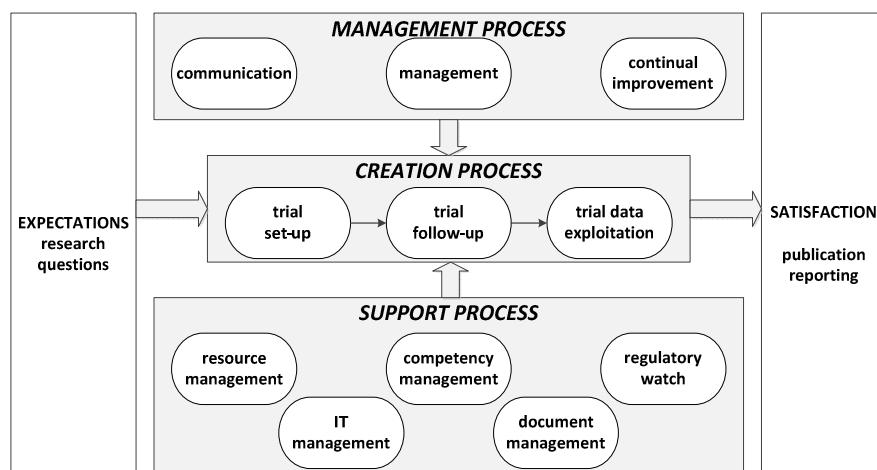 MANAGEMENT PROCESS
communication
management
continual
improvement
CREATION PROCESS
EXPECTATIONS
research
questions
trial
set-up
trial
follow-up
trial data
exploitation
SATISFACTION
publication
reporting
SUPPORT PROCESS
resource
management
competency
management
regulatory
watch
IT
management
document
management